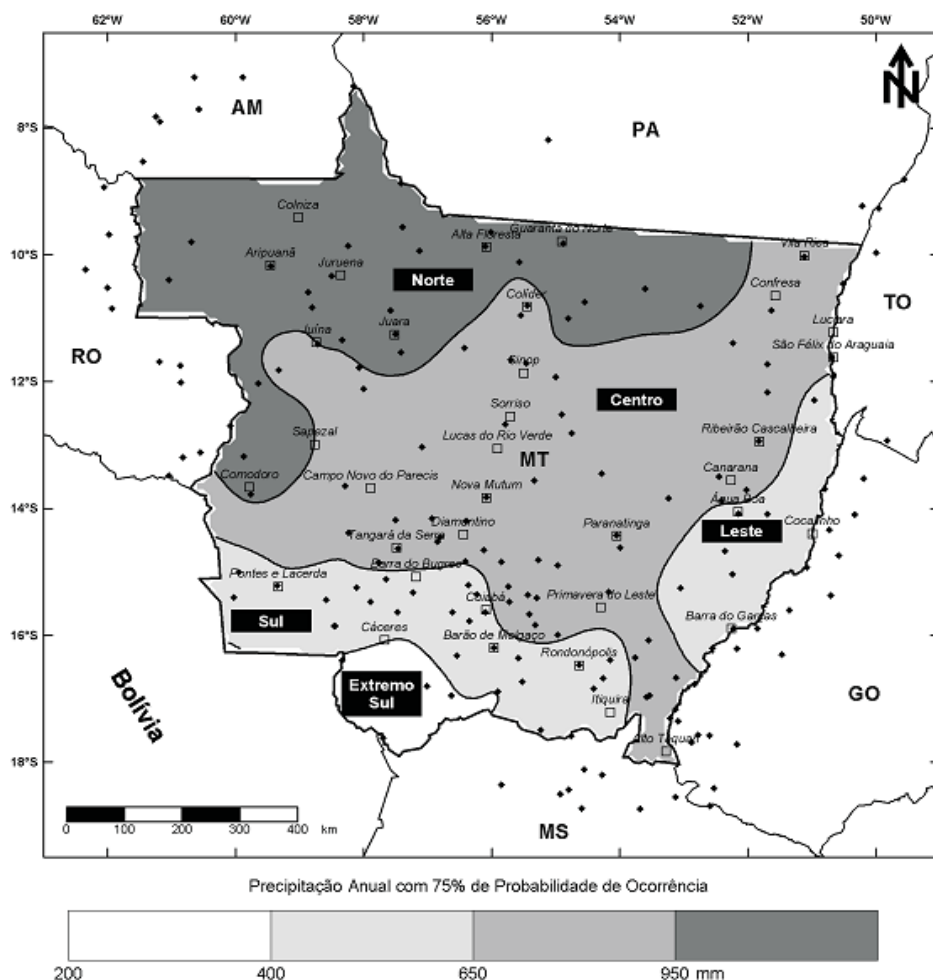 62°W 60°W 58°W 56°W 54°W 52°W 50°W
N
AM
PA
8°S
Colniza
Alta Floresta
Guarantã do Norte
10°S
Vila Rica
Aripuanã
Juruena
Norte
Confresa
Colíder
TO
Juína
Juara
Luciara
RO
São Félix do Araguaia
12°S
Sinop
Centro
Sorriso
Sapezal
Lucas do Rio Verde
Ribeirão Cascalheira
MT
Comodoro
Campo Novo do Parecis
Canarana
14°S
Nova Mutum
Água Boa
Diamantino
Paranatinga
Leste
Cocalinho
Tangará da Serra
Barra do Bugres
Pontes e Lacerda
Cuiabá
Primavera do Leste
Sul
Barra do Garças
16°S
Cáceres
Barão de Melgaço
Rondonópolis
Extremo
Sul
Itiquira
GO
Bolívia
Alto Taquari
18°S
0 100 200 300 400 km
MS
Precipitação Anual com 75% de Probabilidade de Ocorrência
200 400 650 950 mm